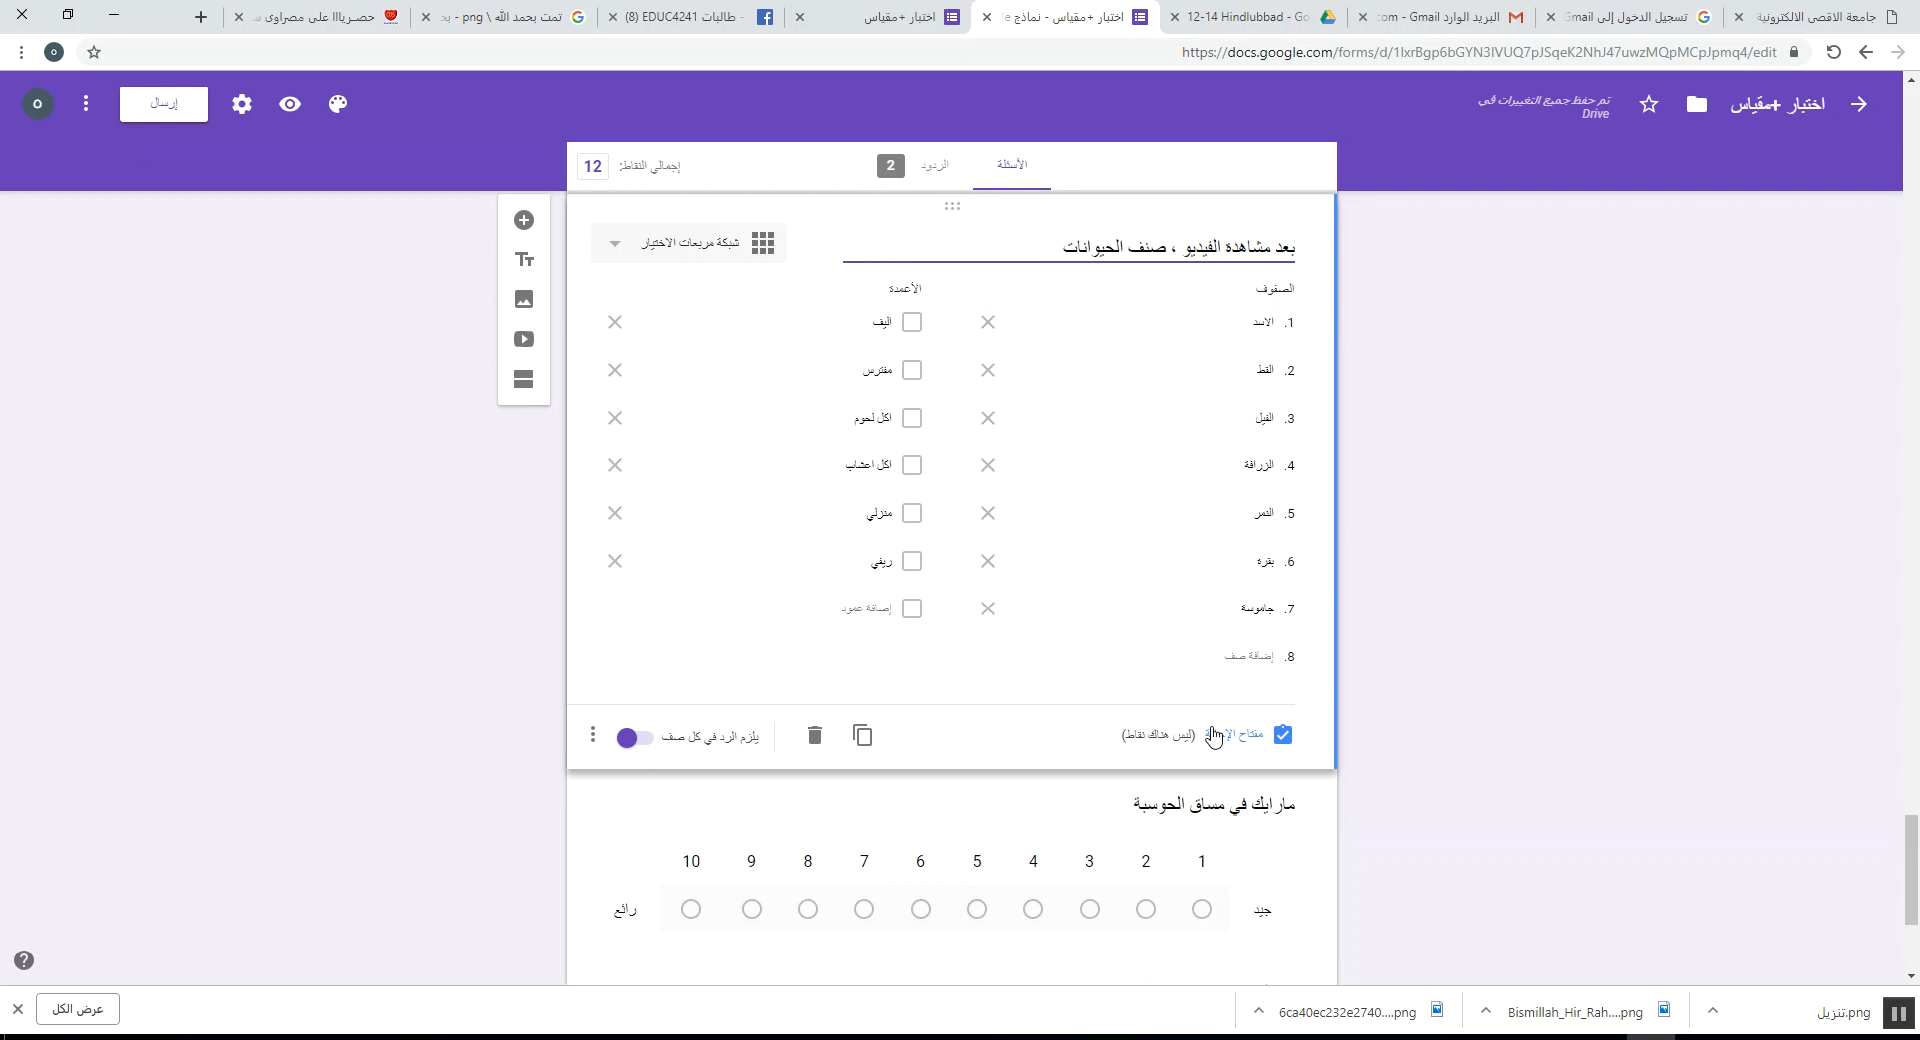 جامعة الاقصى الالكترونية
تسجيل الدخول إلى Gmail
البريد الوارد - Gmail
12-14 Hindlubbad - Go
اختبار +مقياس - نماذج
اختبار +مقياس
(8) EDUC4241 طالبات -
تمت بحمد الله \ png -
حصـريااا على مصراوى
https://docs.google.com/forms/d/1lxrBgp6bGYN3IVUQ7pJSqeK2NhJ47uwzMQpMCpJpmq4/edit
اختبار +مقياس
تم حفظ جميع التغييرات في
Drive
إرسال
o
الأسئلة
الردود 2
إجمالي النقاط: 12
بعد مشاهدة الفيديو ، صنف الحيوانات
شبكة مربعات الاختيار
الصفوف
الأعمدة
1. الاسد
اليف
2. القط
مفترس
3. الفيل
اكل لحوم
4. الزرافة
اكل اعشاب
5. النمر
منزلي
6. بقرة
ريفي
7. جاموسة
إضافة عمود
8. إضافة صف
مفتاح (ليس هناك نقاط)
يلزم الرد في كل صف
مارايك في مساق الحوسبة
1 2 3 4 5 6 7 8 9 10
جيد
رائع
تنزيل.png
Bismillah_Hir_Rah....png
6ca40ec232e2740....png
عرض الكل